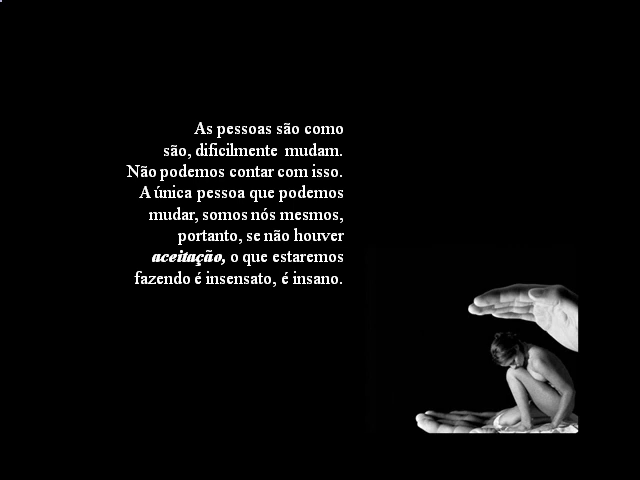 As pessoas são como
são, dificilmente mudam.
Não podemos contar com isso.
A única pessoa que podemos
mudar, somos nós mesmos,
portanto, se não houver
aceitação, o que estaremos
fazendo é insensato, é insano.